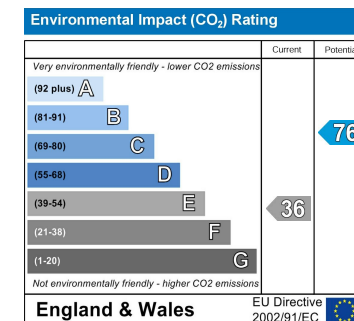 Environmental Impact (CO₂) Rating
Current Potentia
Very environmentally friendly - lower CO2 emissions
(92 plus) A
(81-91) B
(69-80) C
76
(55-68) D
(39-54) E
36
(21-38) F
(1-20) G
Not environmentally friendly - higher CO2 emissions
England & Wales
EU Directive
2002/91/EC